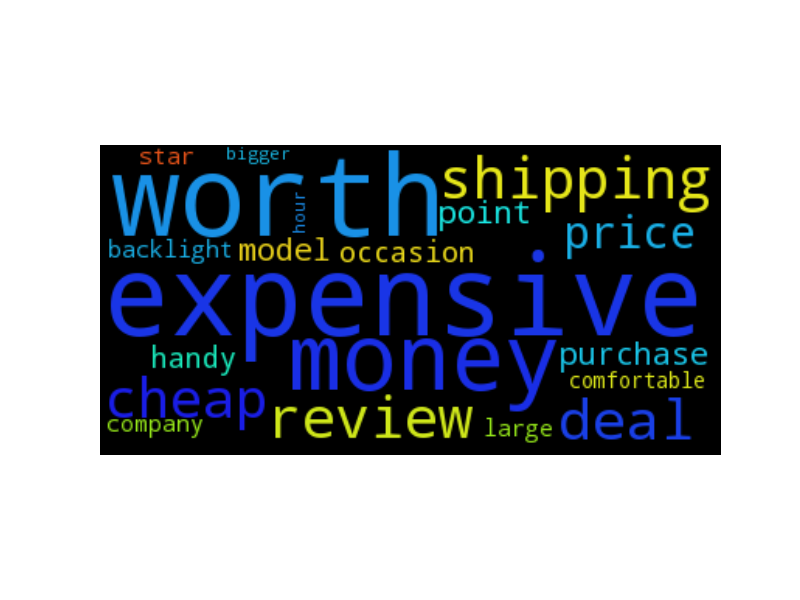 star bigger
worth shipping
hour
point
price
backlight model occasion
expensive
money
handy purchase
comfortable
cheap
review deal
company large